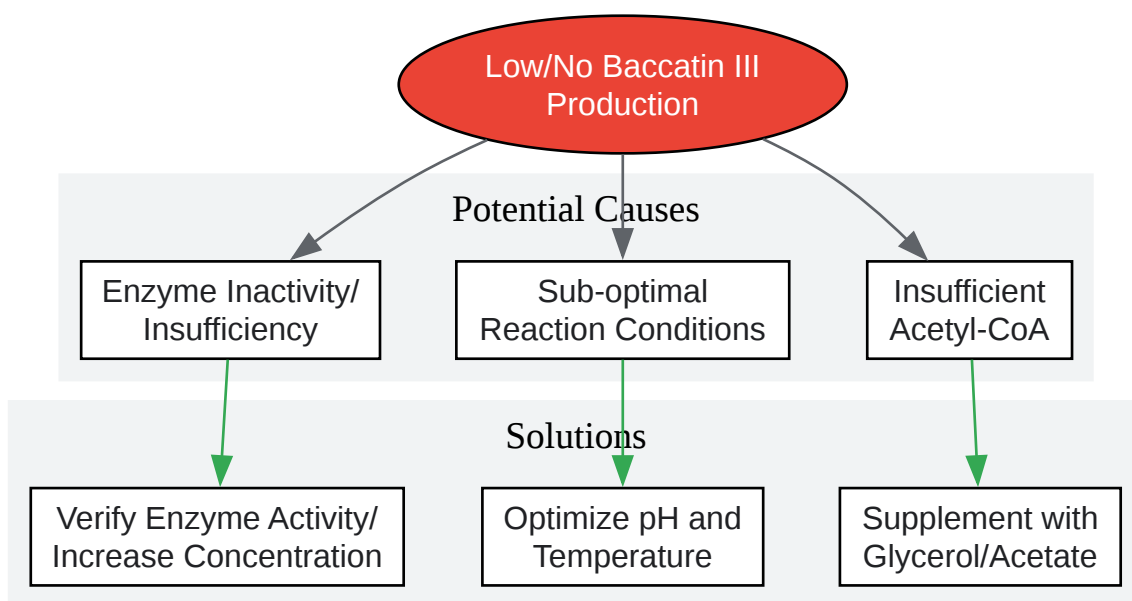 Low/No Baccatin III
Production
Potential Causes
Enzyme Inactivity/
Insufficiency
Sub-optimal
Reaction Conditions
Insufficient
Acetyl-CoA
Solutions
Verify Enzyme Activity/
Increase Concentration
Optimize pH and
Temperature
Supplement with
Glycerol/Acetate